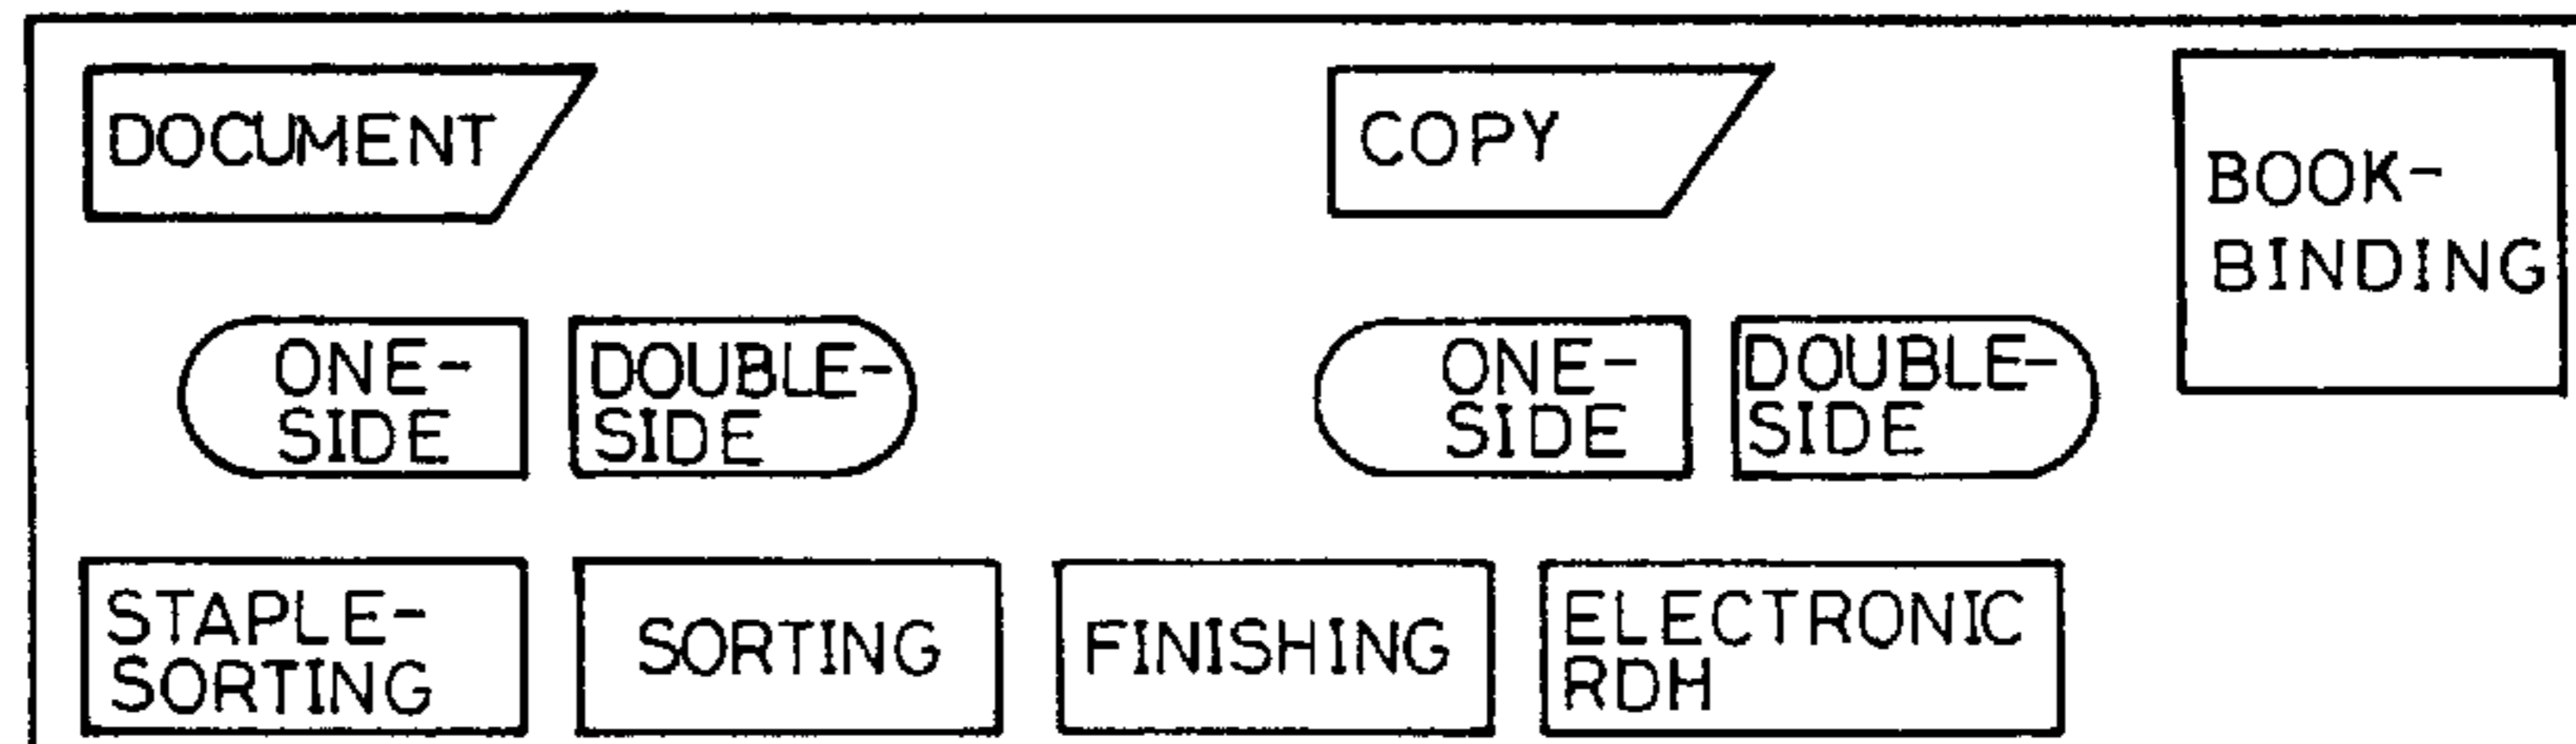 DOCUMENT
COPY
BOOK-
BINDING
ONE-
SIDE
DOUBLE-
SIDE
ONE-
SIDE
DOUBLE-
SIDE
STAPLE-
SORTING
SORTING
FINISHING
ELECTRONIC
RDH